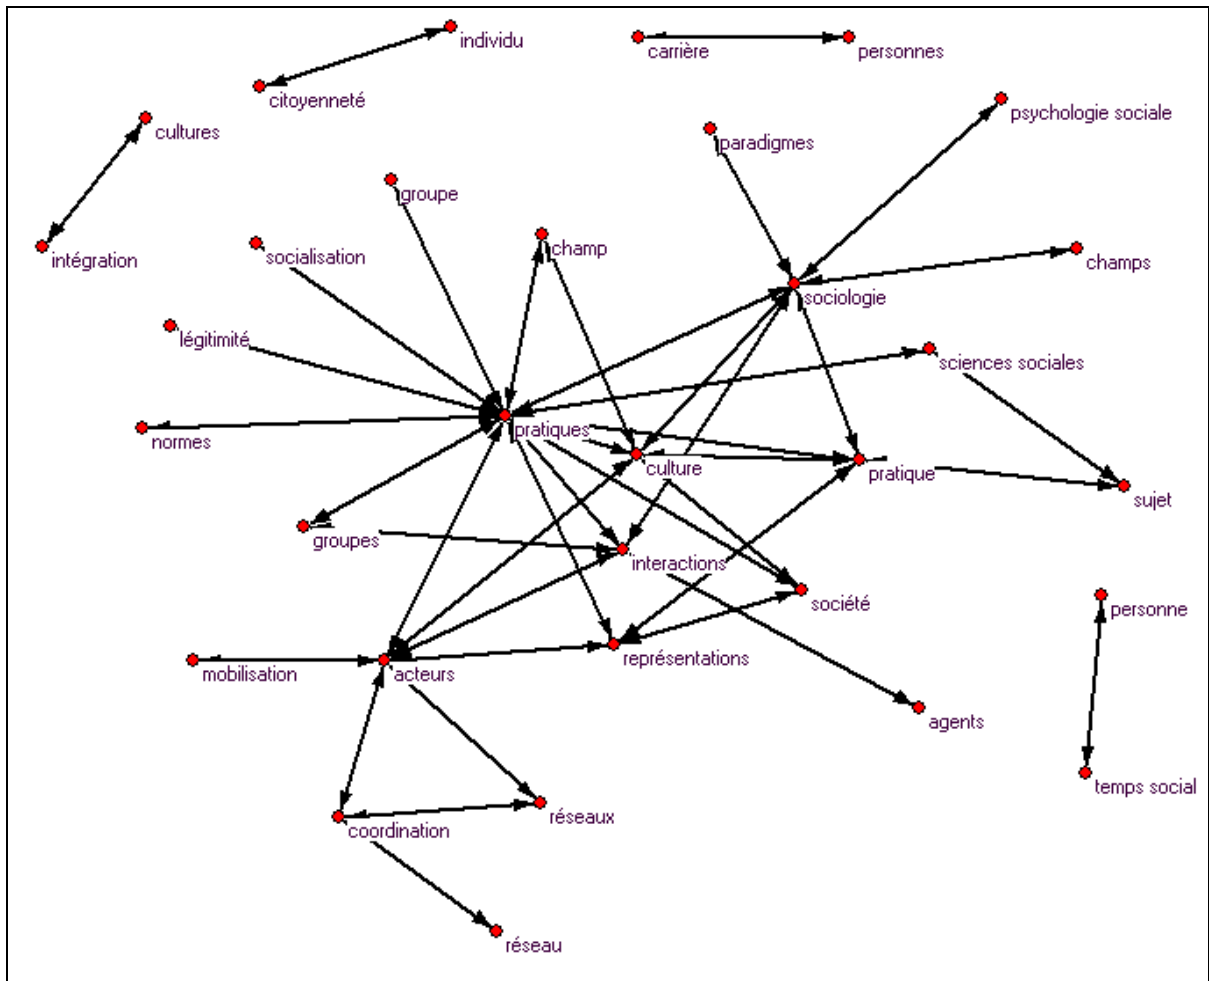 individu
carrière
personnes
citoyenneté
psychologie sociale
cultures
paradigmes
groupe
champ
socialisation
intégration
champs
sociologie
légitimité
sciences sociales
pratiques
normes
culture
pratique
sujet
groupes
interactions
société
personne
représentations
mobilisation
acteurs
agents
temps social
réseaux
coordination
réseau